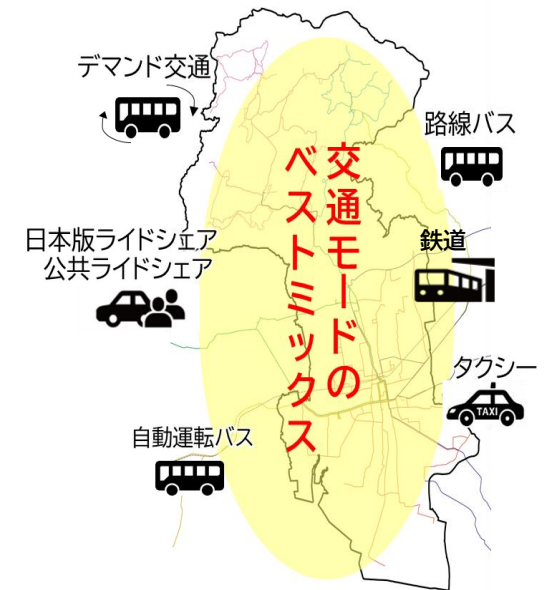 デマンド交通
路線バス
交通モードの
ベストミックス
日本版ライドシェア
公共ライドシェア
鉄道
タクシー
TAXI
自動運転バス